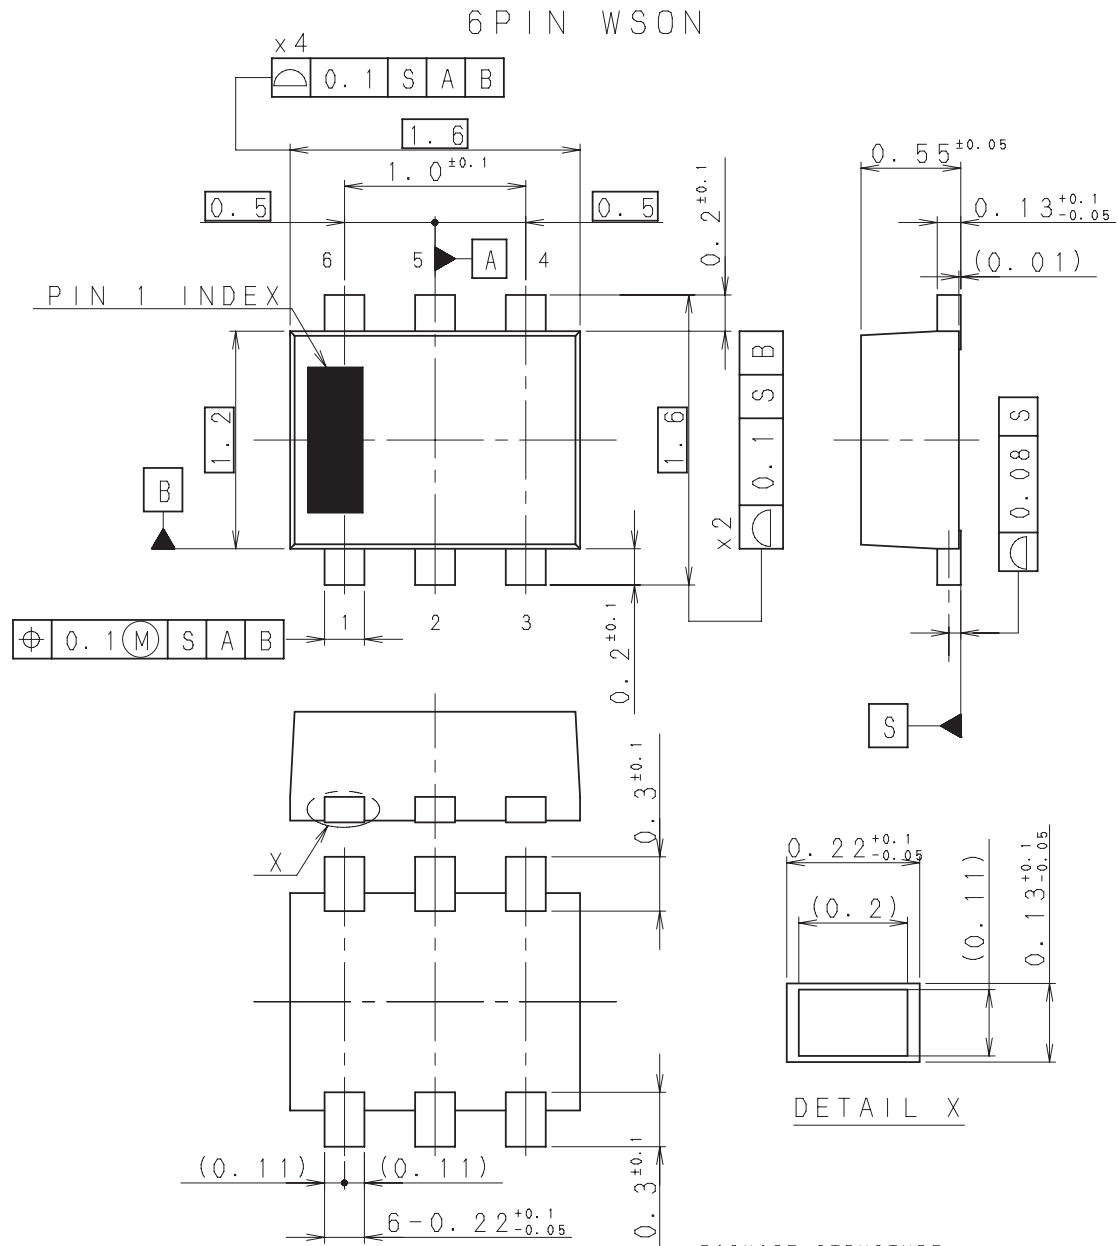 6PIN WSON
x4
0.1 S A B
1.6
1.0±0.1
0.5
0.5
0.2±0.1
0.55±0.05
0.13+0.1-0.05
(0.01)
6 5 4
A
PIN 1 INDEX
1.2
1.6
B
x2
0.1 S B
0.08 S
1 2 3
0.1 M S A B
0.2±0.1
S
0.3±0.1
X
0.22+0.1-0.05
(0.2)
(0.11)
0.13+0.1-0.05
DETAIL X
(0.11)
(0.11)
0.3±0.1
6-0.22+0.1-0.05